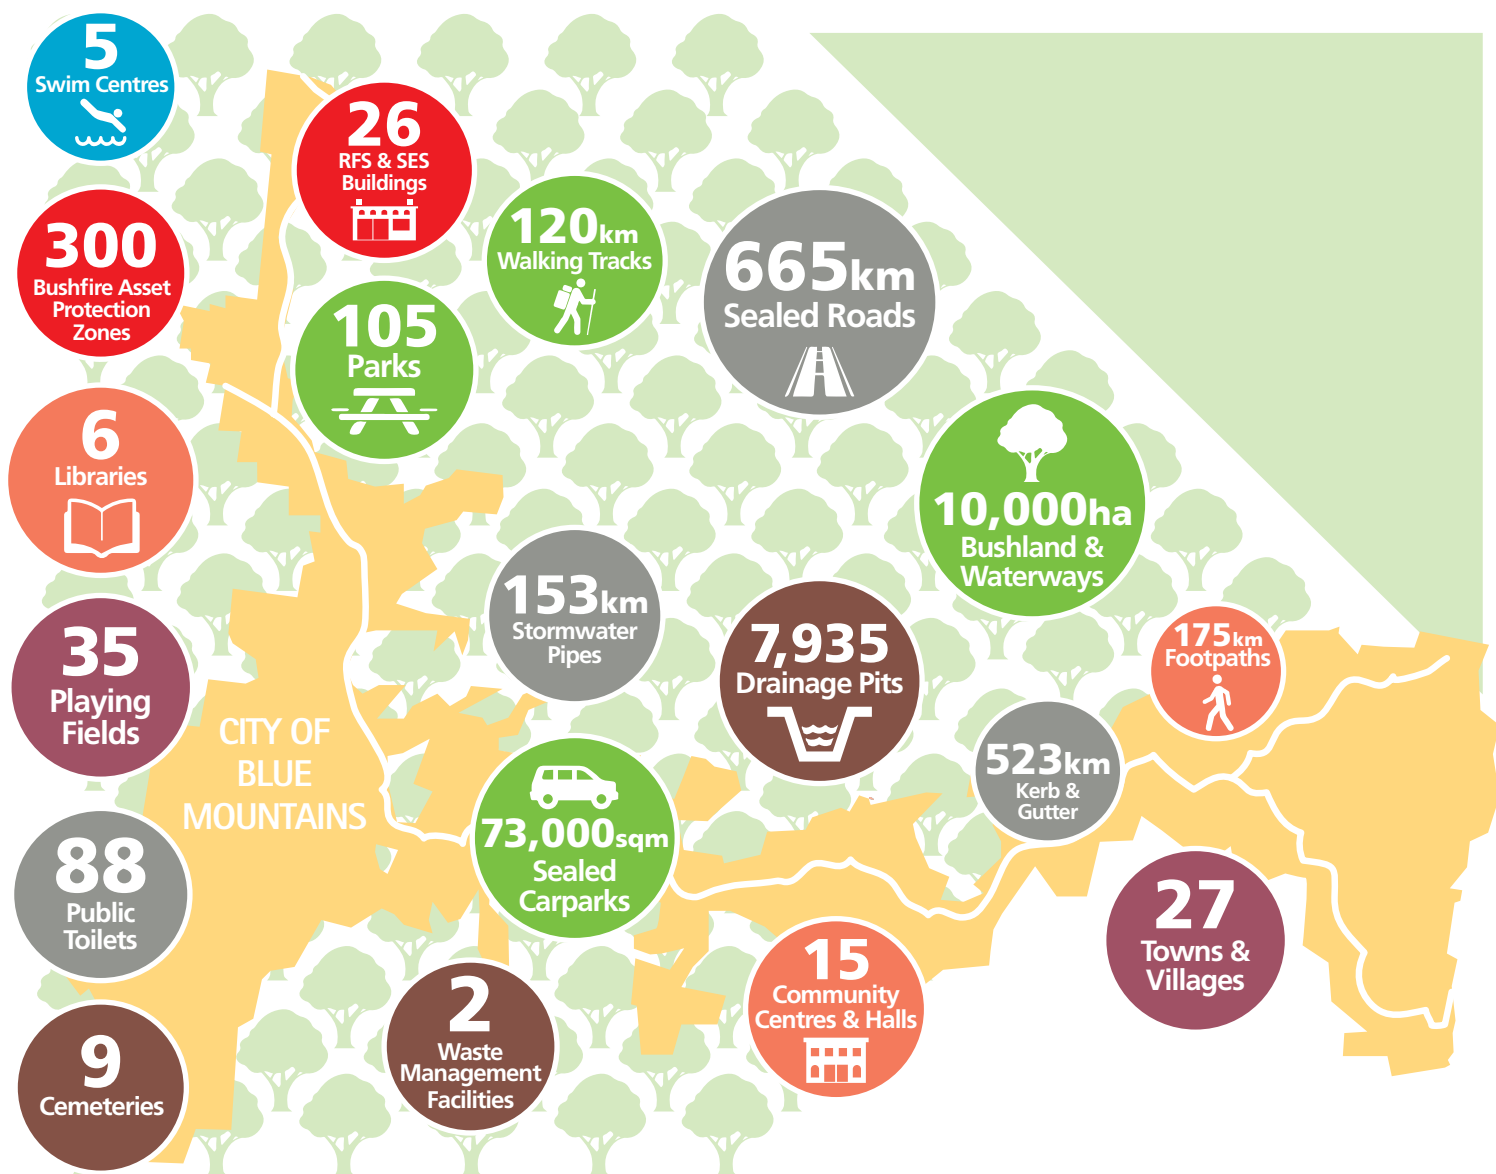 5
Swim Centres
26
RFS & SES
Buildings
300
Bushfire Asset
Protection
Zones
120km
Walking Tracks
665km
Sealed Roads
105
Parks
6
Libraries
10,000ha
Bushland &
Waterways
153km
Stormwater
Pipes
7,935
Drainage Pits
175km
Footpaths
35
Playing
Fields
CITY OF
BLUE
MOUNTAINS
523km
Kerb &
Gutter
73,000sqm
Sealed
Carparks
88
Public
Toilets
27
Towns &
Villages
15
Community
Centres & Halls
2
Waste
Management
Facilities
9
Cemeteries